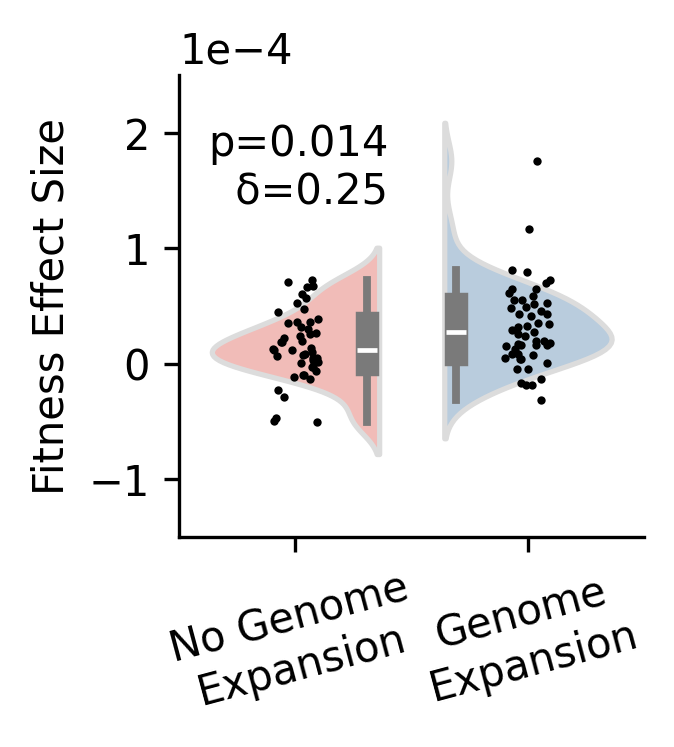 1e−4
Fitness Effect Size
2
1
0
−1
p=0.014
δ=0.25
No Genome
Expansion
Genome
Expansion